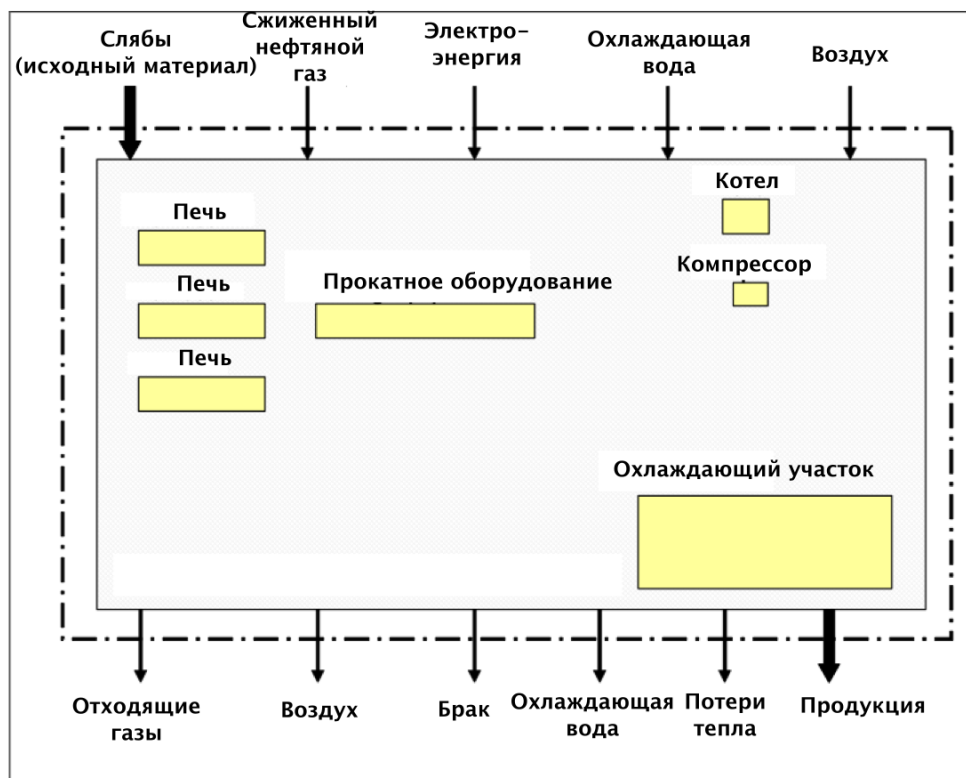 Слябы
(исходный материал)
Сжиженный
нефтяной
газ
Электро-
энергия
Охлаждающая
вода
Воздух
Котел
Печь
Компрессор
Печь
Прокатное оборудование
Печь
Охлаждающий участок
Отходящие
газы
Воздух
Брак
Охлаждающая
вода
Потери
тепла
Продукция